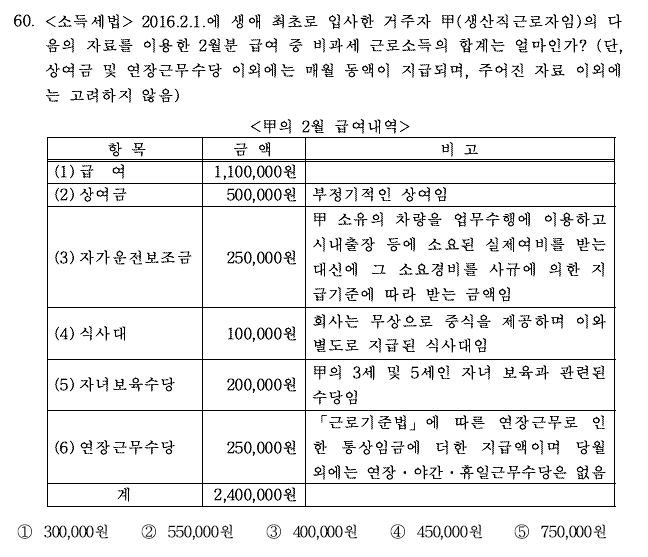 60. <소득세법> 2016.2.1.에 생애 최초로 입사한 거주자 甲(생산직근로자임)의 다
음의 자료를 이용한 2월분 급여 중 비과세 근로소득의 합계는 얼마인가? (단,
상여금 및 연장근무수당 이외에는 매월 동액이 지급되며, 주어진 자료 이외에
는 고려하지 않음)
<甲의 2월 급여내역>
항 목 금 액 비 고
(1) 급 여 1,100,000원
(2) 상여금 500,000원 부정기적인 상여임
(3) 자가운전보조금 250,000원 甲 소유의 차량을 업무수행에 이용하고
시내출장 등에 소요된 실제여비를 받는
대신에 그 소요경비를 사규에 의한 지
급기준에 따라 받는 금액임
(4) 식사대 100,000원 회사는 무상으로 중식을 제공하며 이와
별도로 지급된 식사대임
(5) 자녀보육수당 200,000원 甲의 3세 및 5세인 자녀 보육과 관련된
수당임
(6) 연장근무수당 250,000원 「근로기준법」에 따른 연장근무로 인
한 통상임금에 더한 지급액이며 당월
외에는 연장·야간·휴일근무수당은 없음
계 2,400,000원
① 300,000원 ② 550,000원 ③ 400,000원 ④ 450,000원 ⑤ 750,000원